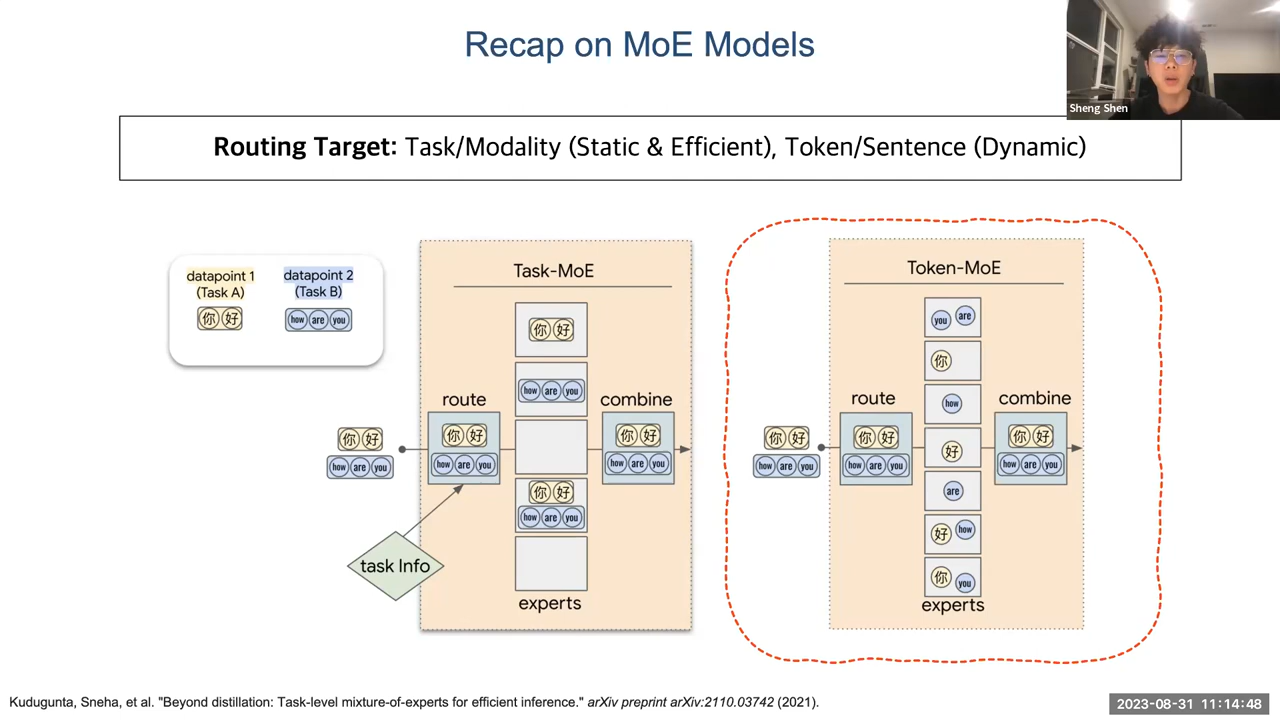 Recap on MoE Models
Sheng Shen
Routing Target: Task/Modality (Static & Efficient), Token/Sentence (Dynamic)
datapoint 1
(Task A)
你 好
datapoint 2
(Task B)
how are you
Task-MoE
你 好
how are you
你 好
how are you
experts
route
你 好
how are you
combine
你 好
how are you
你 好
how are you
task Info
Token-MoE
you are
你
how
好
are
好 how
你 you
experts
route
你 好
how are you
combine
你 好
how are you
你 好
how are you
Kudugunta, Sneha, et al. "Beyond distillation: Task-level mixture-of-experts for efficient inference." arXiv preprint arXiv:2110.03742 (2021).
2023-08-31 11:14:48